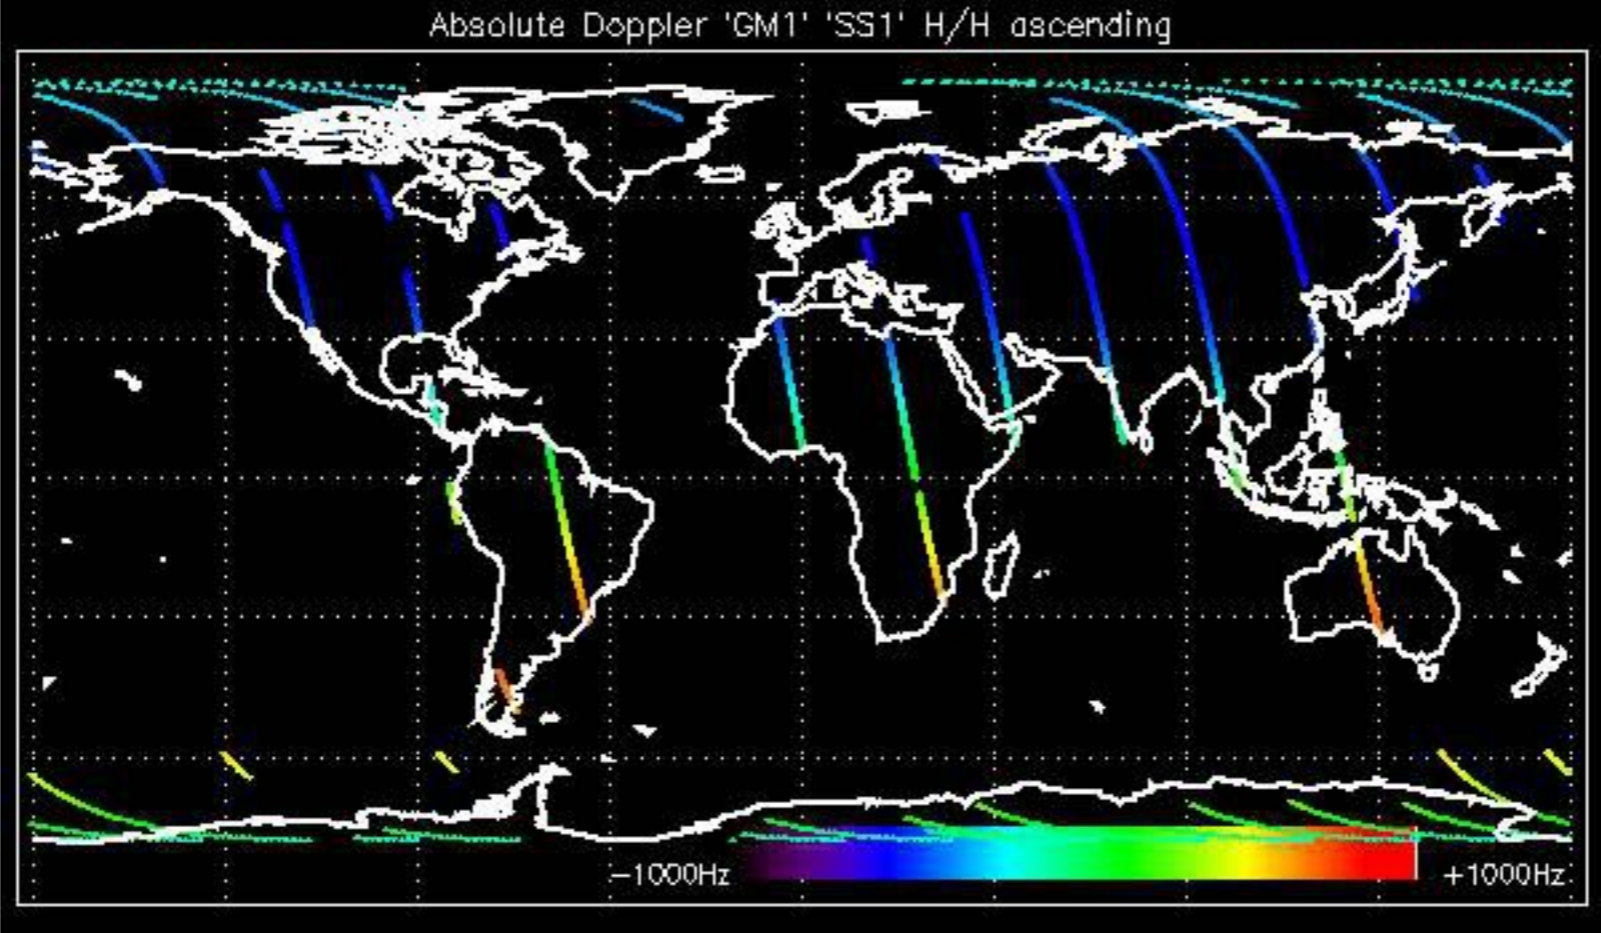 Absolute Doppler 'GM1' 'SS1' H/H ascending
−1000Hz +1000Hz